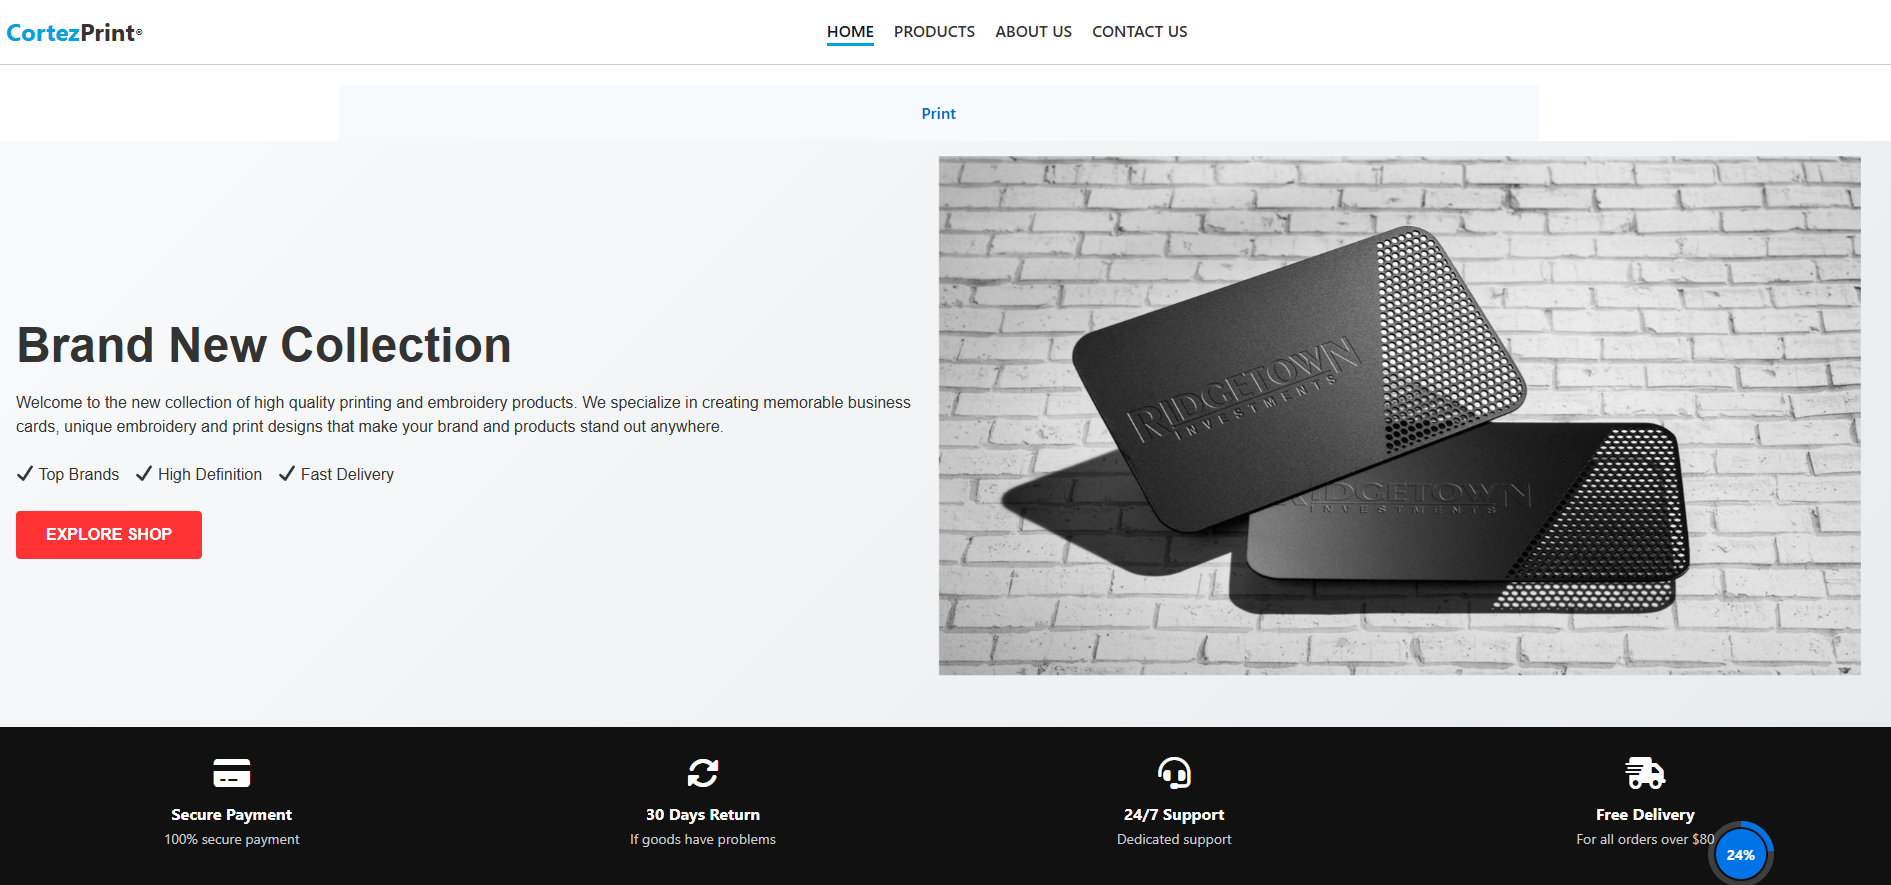 CortezPrint®
HOME PRODUCTS ABOUT US CONTACT US
Print
Brand New Collection
Welcome to the new collection of high quality printing and embroidery products. We specialize in creating memorable business
cards, unique embroidery and print designs that make your brand and products stand out anywhere.
Top Brands High Definition Fast Delivery
EXPLORE SHOP
RIDGETOWN
INVESTMENTS
RIDGETOWN
INVESTMENTS
Secure Payment
100% secure payment
30 Days Return
If goods have problems
24/7 Support
Dedicated support
Free Delivery
For all orders over $80
24%